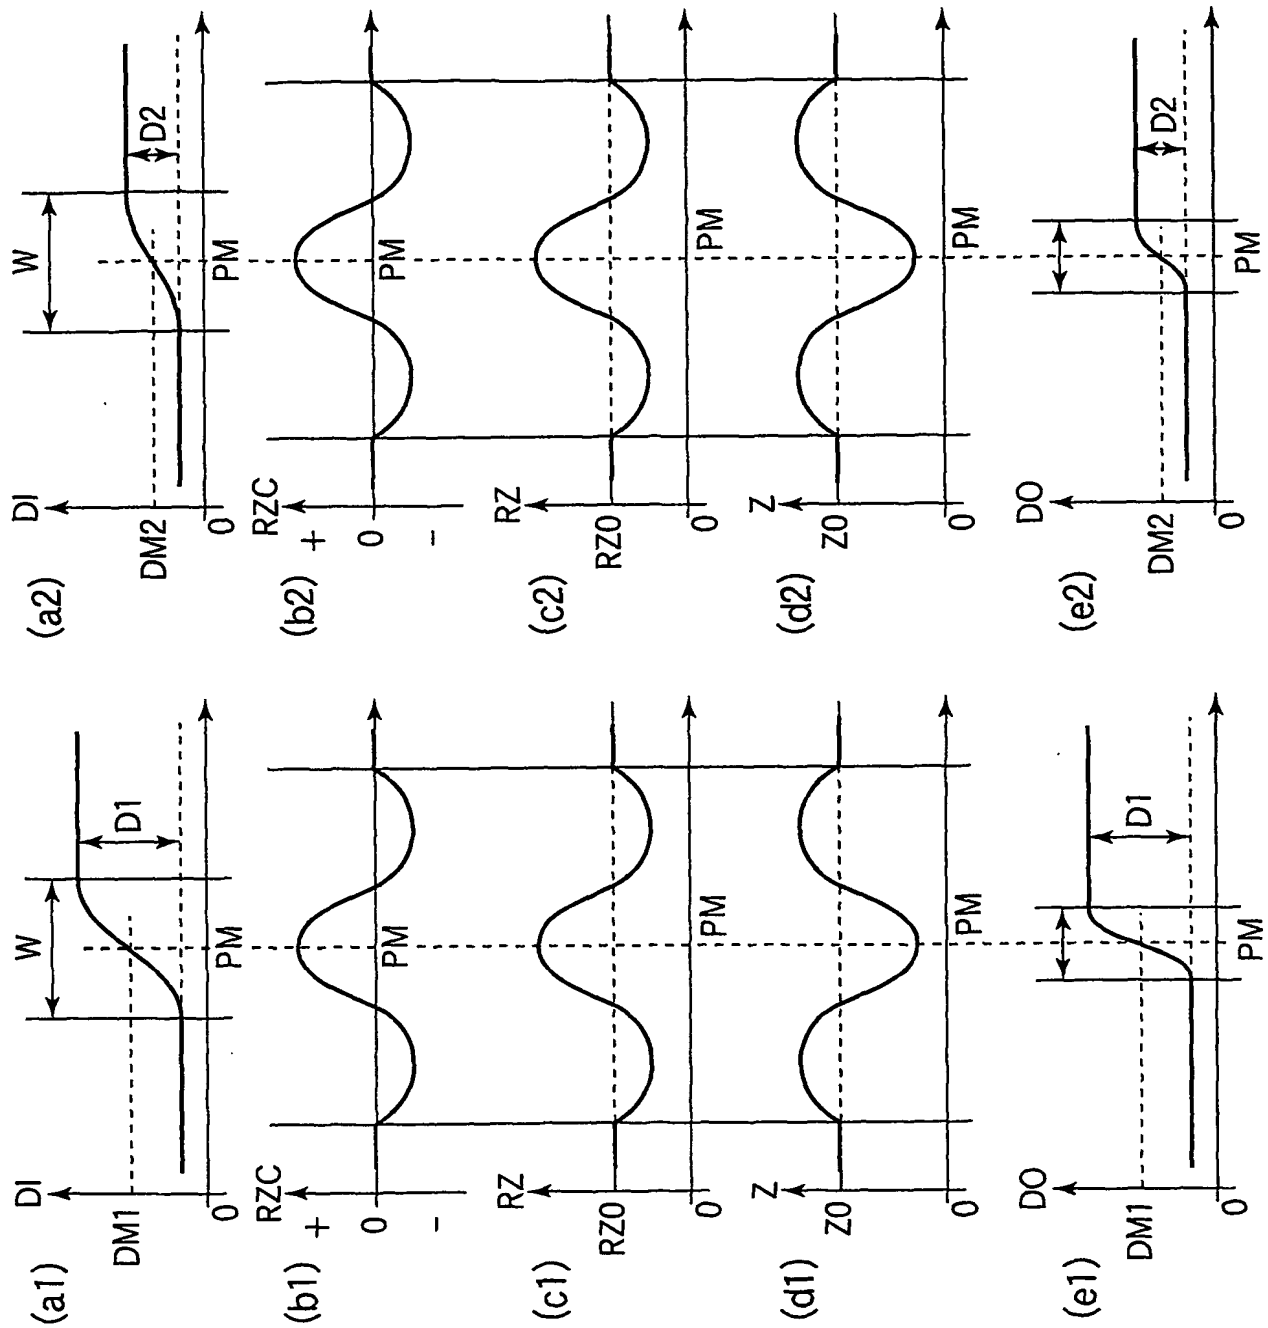 (a1)
DI
W
DM1
D1
0
PM
(b1)
RZC
+
0
−
PM
(c1)
RZ
RZ0
0
PM
(d1)
Z
Z0
0
PM
(e1)
DO
DM1
D1
0
PM
(a2)
DI
W
DM2
D2
0
PM
(b2)
RZC
+
0
−
PM
(c2)
RZ
RZ0
0
PM
(d2)
Z
Z0
0
PM
(e2)
DO
DM2
D2
0
PM